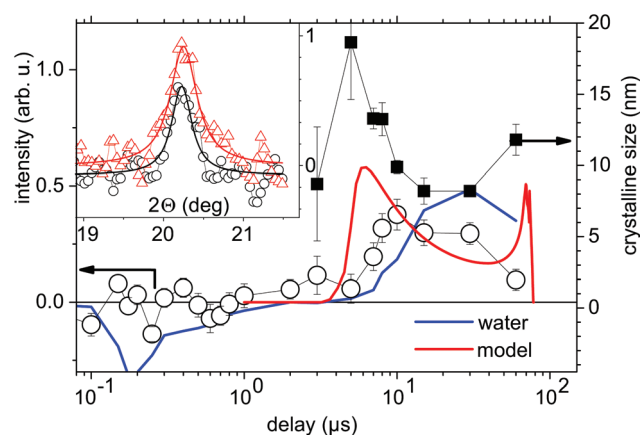 1.0
0.5
0.0
intensity (arb. u.)
1
0
2Θ (deg)
19
20
21
20
15
10
5
0
crystalline size (nm)
water
model
10⁻¹
10⁰
10¹
10²
delay (µs)